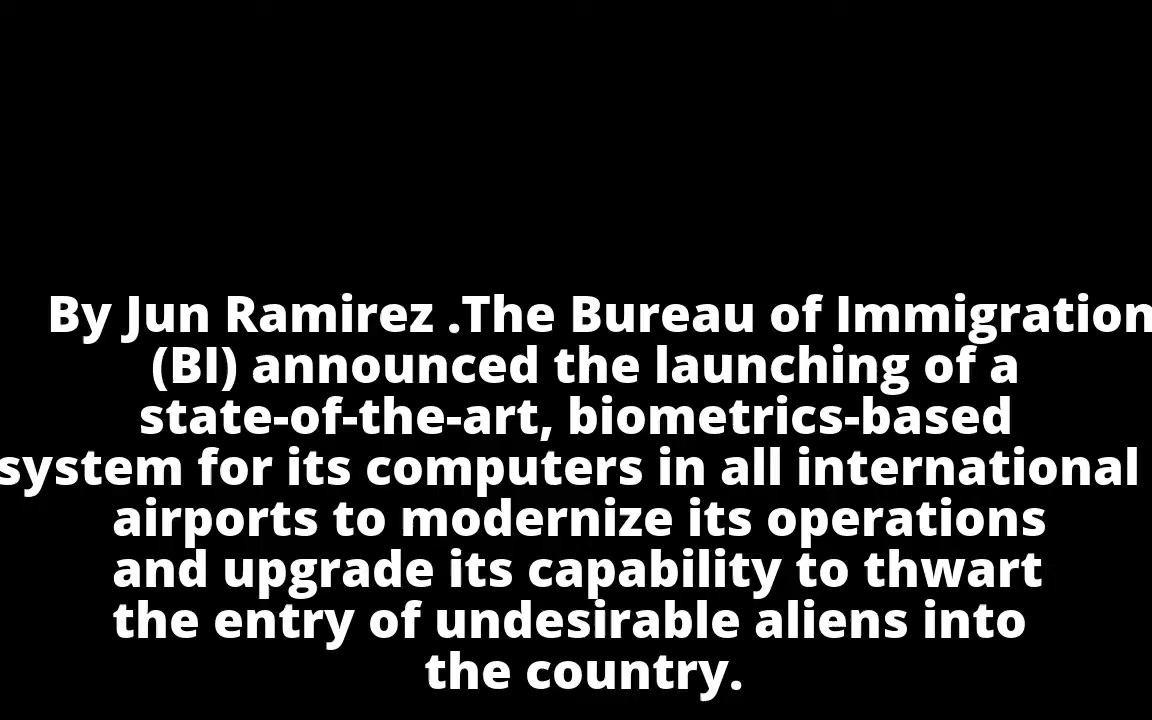 By Jun Ramirez .The Bureau of Immigration
(BI) announced the launching of a
state-of-the-art, biometrics-based
system for its computers in all international
airports to modernize its operations
and upgrade its capability to thwart
the entry of undesirable aliens into
the country.